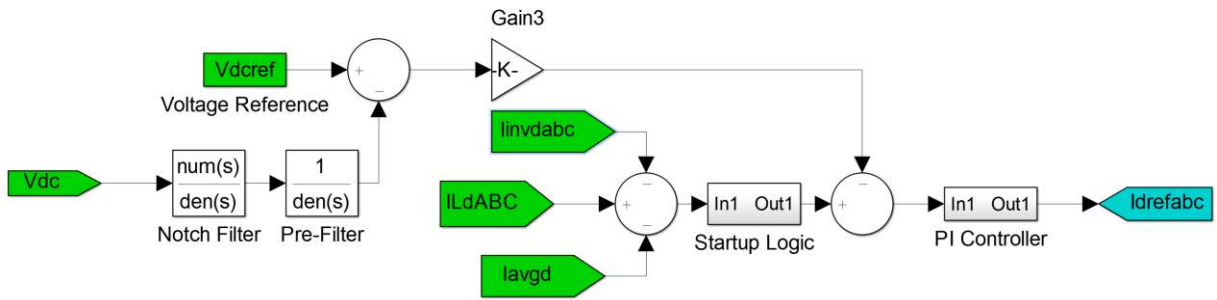 Gain3
Vdcref
+
−
-K-
Voltage Reference
Iinvdabc
Vdc
num(s)
den(s)
1
den(s)
Notch Filter
Pre-Filter
ILdABC
−
+
−
In1 Out1
Startup Logic
−
+
In1 Out1
PI Controller
Idrefabc
Iavgd